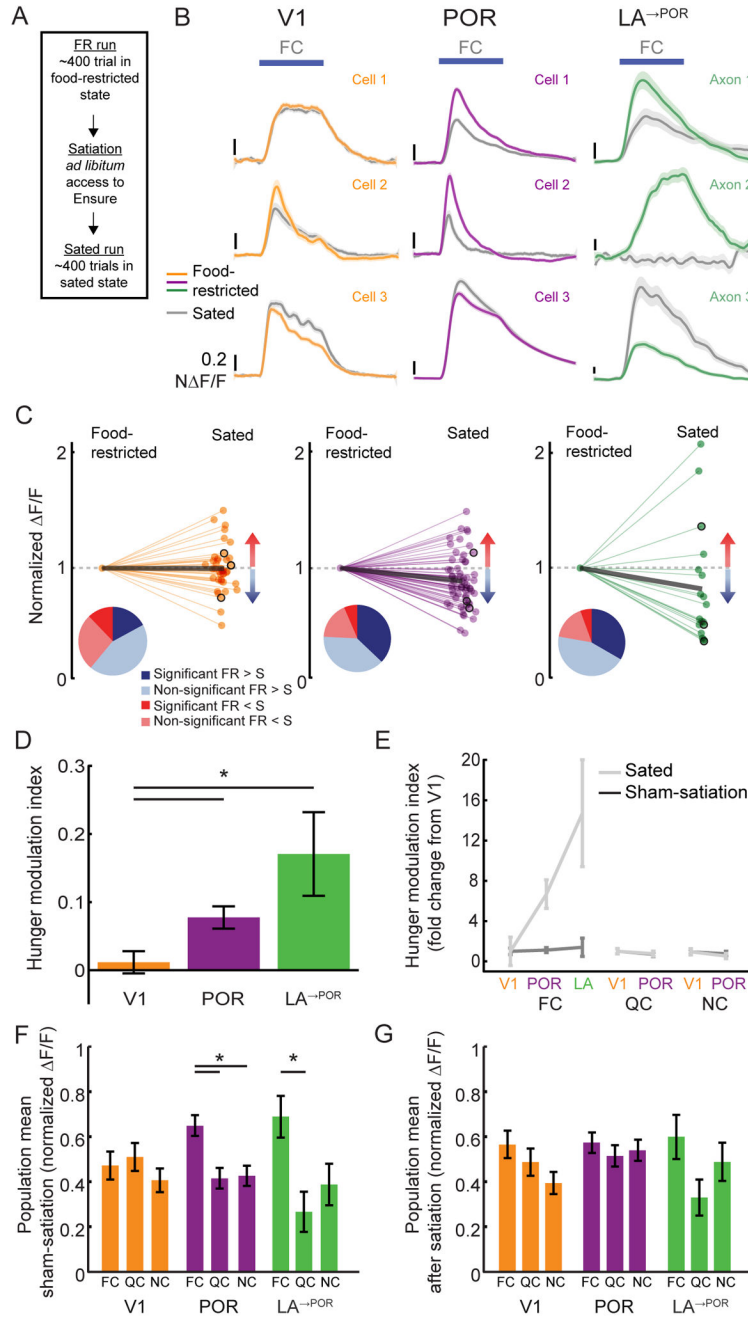 A
FR run
~400 trial in
food-restricted
state
Satiation
ad libitum
access to
Ensure
Sated run
~400 trials in
sated state
B
V1
POR
LA→POR
FC
FC
FC
Cell 1
Cell 1
Axon 1
Cell 2
Cell 2
Axon 2
Cell 3
Cell 3
Axon 3
Food-
restricted
Sated
0.2
NΔF/F
C
Normalized ΔF/F
2
1
0
Food-
restricted
Sated
2
1
0
Food-
restricted
Sated
2
1
0
Food-
restricted
Sated
Significant FR > S
Non-significant FR > S
Significant FR < S
Non-significant FR < S
D
Hunger modulation index
0.3
0.2
0.1
0
*
V1
POR
LA→POR
E
Hunger modulation index
(fold change from V1)
20
16
12
8
4
0
Sated
Sham-satiation
V1 POR LA V1 POR V1 POR
FC QC NC
F
Population mean
sham-satiation (normalized ΔF/F)
1
0.8
0.6
0.4
0.2
0
* *
FC QC NC FC QC NC FC QC NC
V1 POR LA→POR
G
Population mean
after satiation (normalized ΔF/F)
1
0.8
0.6
0.4
0.2
0
FC QC NC FC QC NC FC QC NC
V1 POR LA→POR